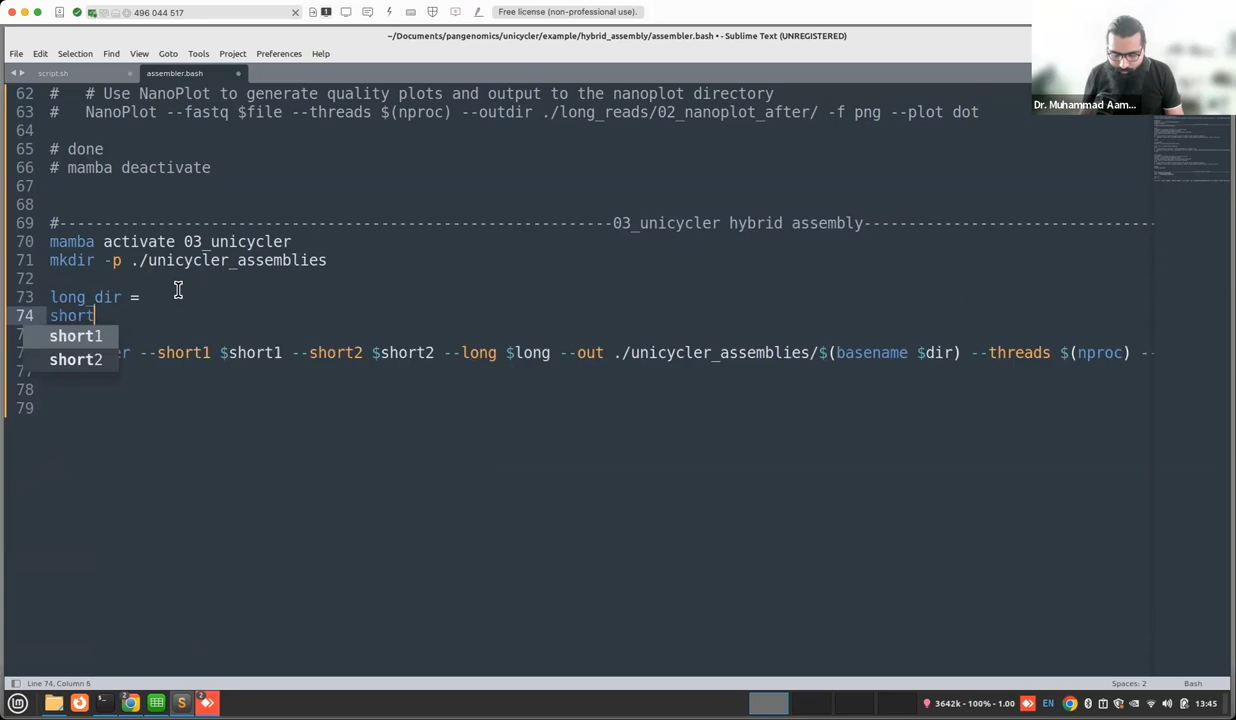 496 044 517
Free license (non-professional use).
~/Documents/pangenomics/unicycler/example/hybrid_assembly/assembler.bash • - Sublime Text (UNREGISTERED)
File Edit Selection Find View Goto Tools Project Preferences Help
script.sh
assembler.bash
Dr. Muhammad Aam...
62 # # Use NanoPlot to generate quality plots and output to the nanoplot directory
63 # NanoPlot --fastq $file --threads $(nproc) --outdir ./long_reads/02_nanoplot_after/ -f png --plot dot
64
65 # done
66 # mamba deactivate
67
68
69 #--------------------------------------------------------------03_unicycler hybrid assembly--------------------------------
70 mamba activate 03_unicycler
71 mkdir -p ./unicycler_assemblies
72
73 long_dir =
74 short
short1
short2
er --short1 $short1 --short2 $short2 --long $long --out ./unicycler_assemblies/$(basename $dir) --threads $(nproc) --
77
78
79
Line 74, Column 6
Spaces: 2
Bash
3642k - 100% - 1.00
EN
13:45